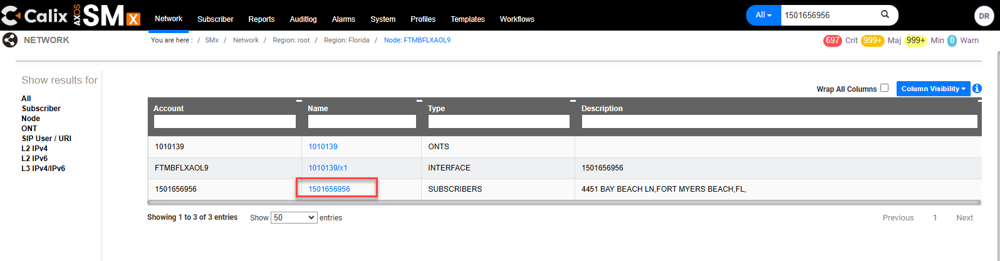 Calix AXOS SMx Network Subscriber Reports Auditlog Alarms System Profiles Templates Workflows All 1501656956 DR
NETWORK You are here : / SMx / Network / Region: root / Region: Florida / Node: FTMBFLXAOL9 697 Crit 999+ Maj 999+ Min 0 Warn
Show results for
All
Subscriber
Node
ONT
SIP User / URI
L2 IPv4
L2 IPv6
L3 IPv4/IPv6
Wrap All Columns Column Visibility
Account Name Type Description
1010139 1010139 ONTS
FTMBFLXAOL9 1010139/x1 INTERFACE 1501656956
1501656956 1501656956 SUBSCRIBERS 4451 BAY BEACH LN,FORT MYERS BEACH,FL,
Showing 1 to 3 of 3 entries Show 50 entries Previous 1 Next